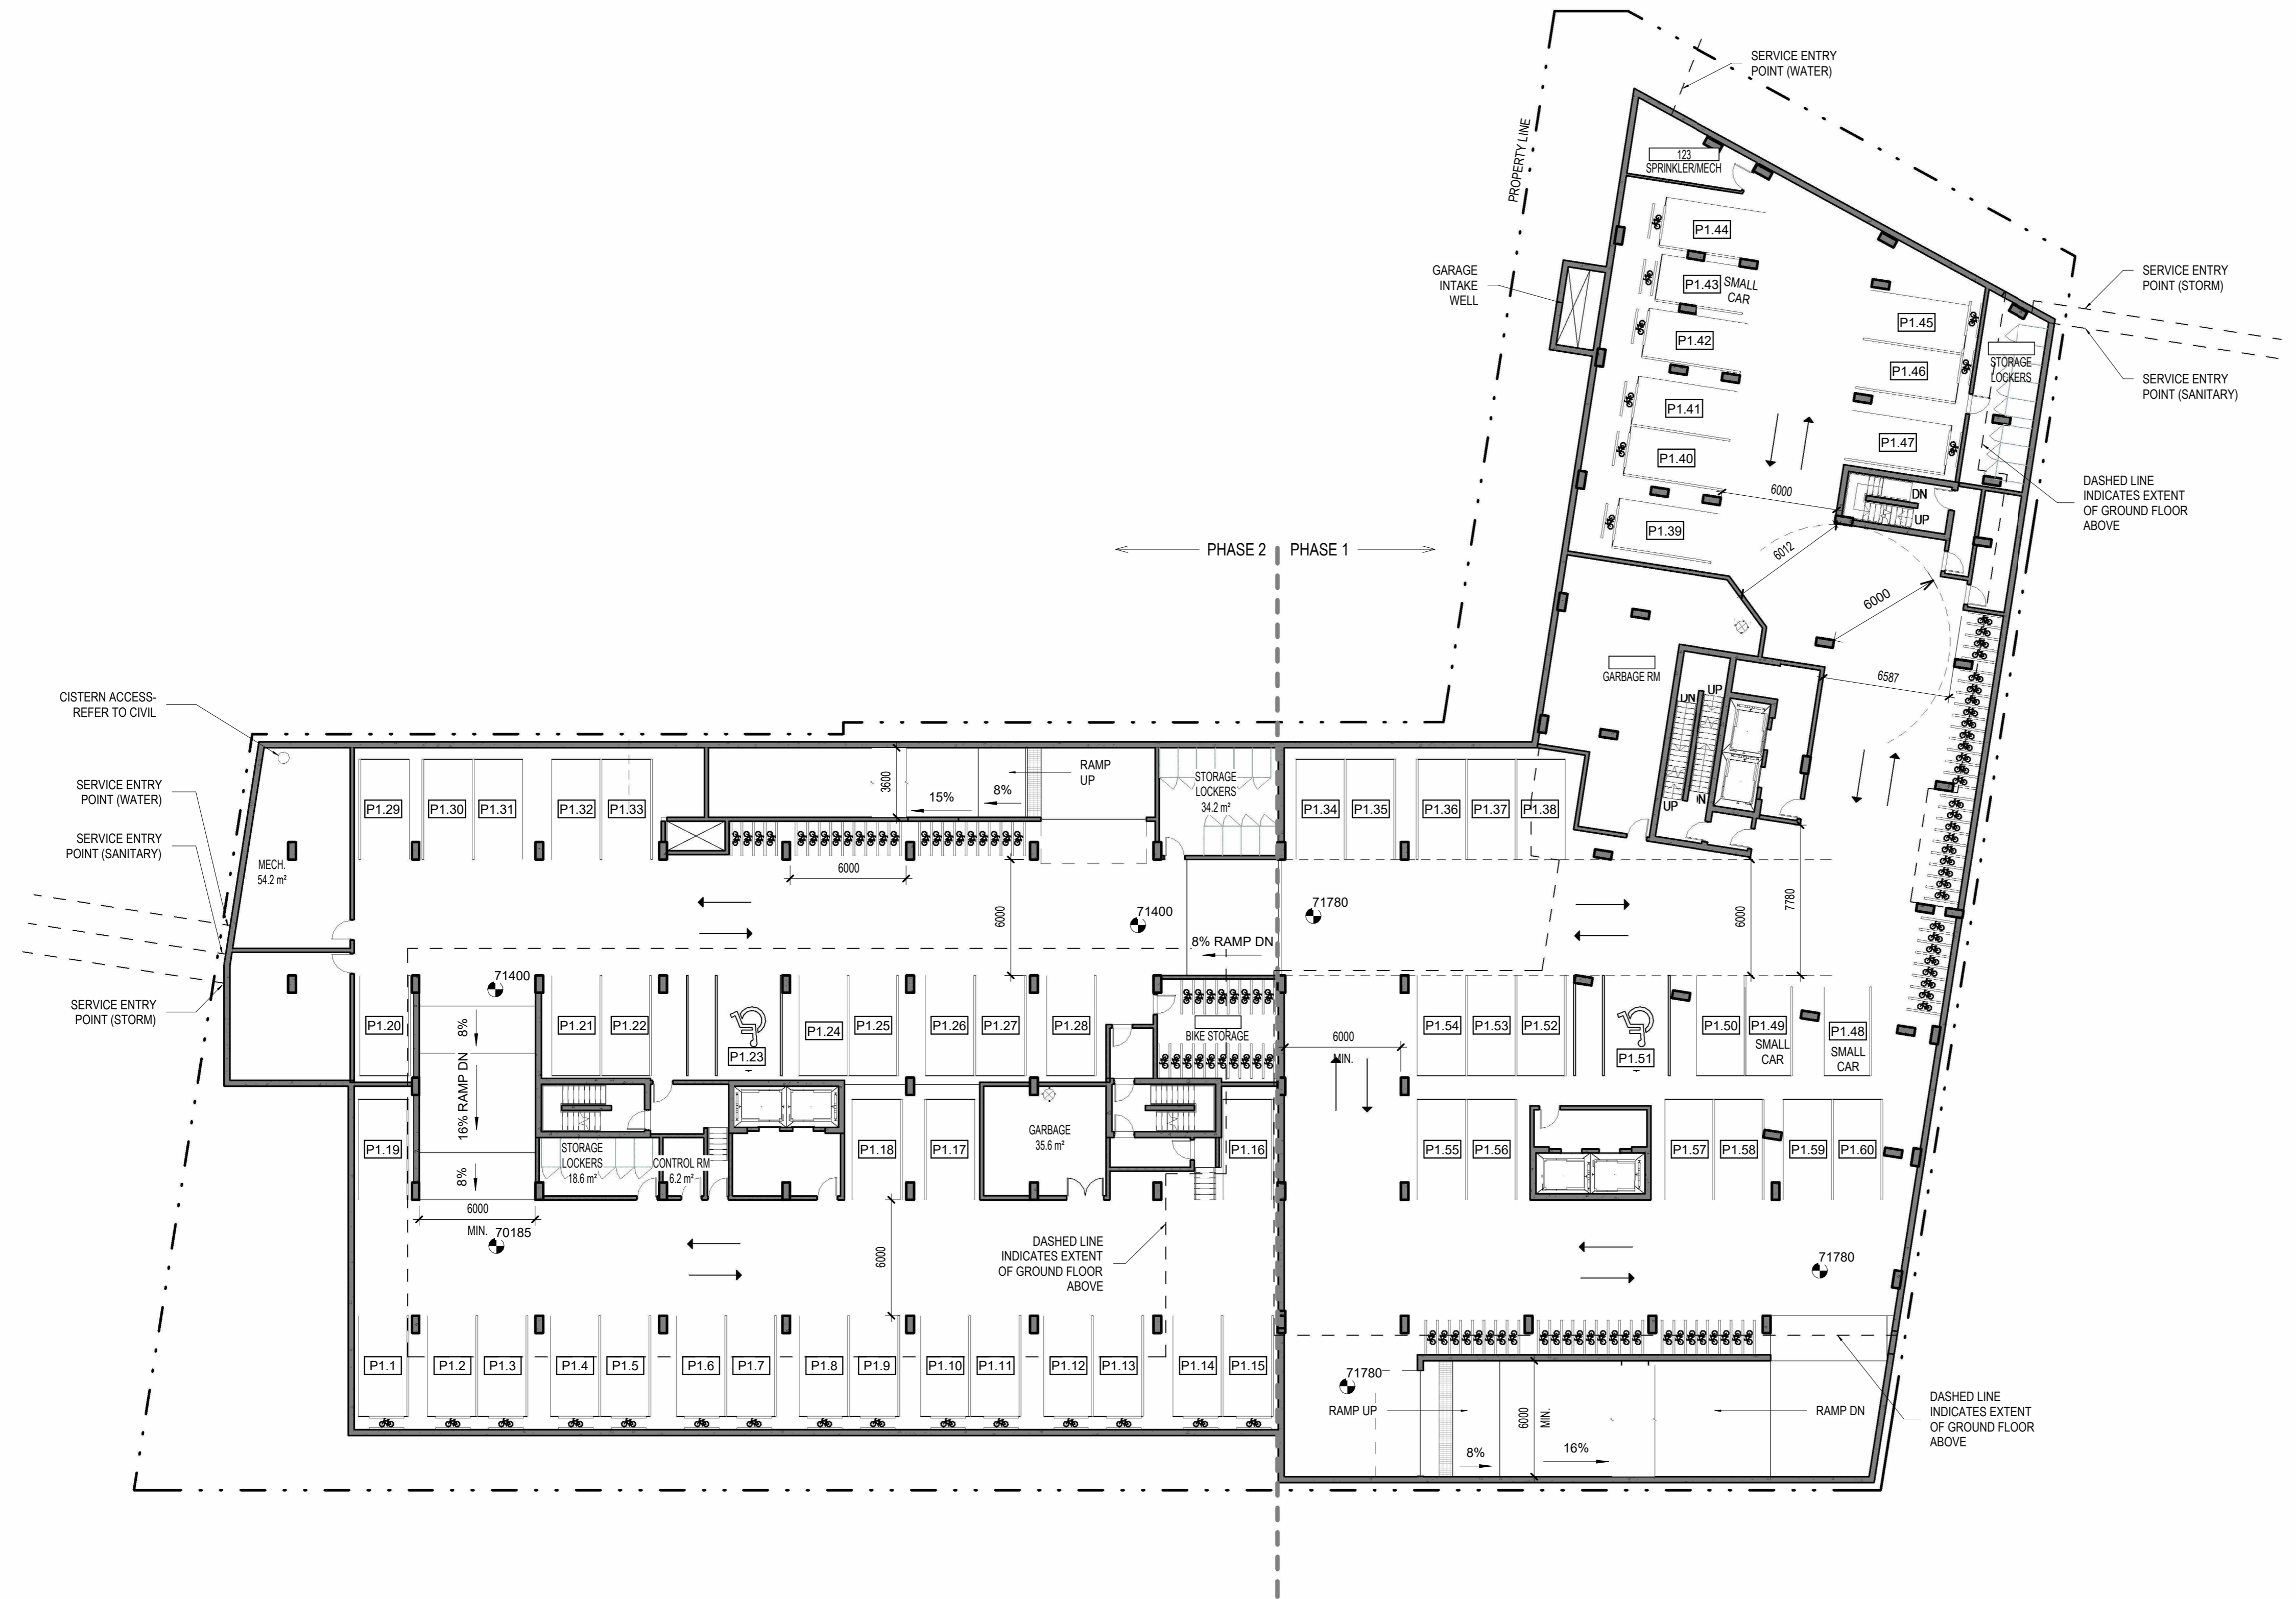 SERVICE ENTRY
POINT (WATER)
PROPERTY LINE
123
SPRINKLER/MECH
P1.44
GARAGE
INTAKE
WELL
P1.43
SMALL
CAR
SERVICE ENTRY
POINT (STORM)
P1.42
P1.45
P1.46
STORAGE
LOCKERS
SERVICE ENTRY
POINT (SANITARY)
P1.41
P1.47
P1.40
6000
DN
UP
DASHED LINE
INDICATES EXTENT
OF GROUND FLOOR
ABOVE
P1.39
PHASE 2
PHASE 1
6012
6000
GARBAGE RM
6587
DN
UP
UP
CISTERN ACCESS-
REFER TO CIVIL
SERVICE ENTRY
POINT (WATER)
SERVICE ENTRY
POINT (SANITARY)
MECH.
54.2 m²
SERVICE ENTRY
POINT (STORM)
P1.29
P1.30
P1.31
P1.32
P1.33
3600
15%
8%
RAMP
UP
STORAGE
LOCKERS
34.2 m²
P1.34
P1.35
P1.36
P1.37
P1.38
6000
6000
71400
71780
6000
7780
8% RAMP DN
71400
P1.20
8%
P1.21
P1.22
P1.23
P1.24
P1.25
P1.26
P1.27
P1.28
BIKE STORAGE
6000
MIN.
P1.54
P1.53
P1.52
P1.51
P1.50
P1.49
SMALL
CAR
P1.48
SMALL
CAR
16% RAMP DN
P1.19
8%
STORAGE
LOCKERS
18.6 m²
CONTROL RM
6.2 m²
P1.18
P1.17
GARBAGE
35.6 m²
P1.16
P1.55
P1.56
P1.57
P1.58
P1.59
P1.60
6000
MIN.
70185
6000
DASHED LINE
INDICATES EXTENT
OF GROUND FLOOR
ABOVE
71780
P1.1
P1.2
P1.3
P1.4
P1.5
P1.6
P1.7
P1.8
P1.9
P1.10
P1.11
P1.12
P1.13
P1.14
P1.15
71780
RAMP UP
6000
MIN.
8%
16%
RAMP DN
DASHED LINE
INDICATES EXTENT
OF GROUND FLOOR
ABOVE